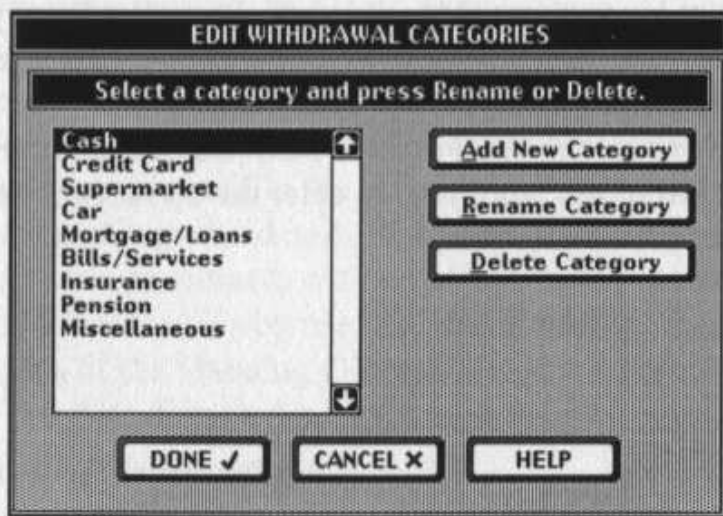 EDIT WITHDRAWAL CATEGORIES
Select a category and press Rename or Delete.
Cash
Credit Card
Supermarket
Car
Mortgage/Loans
Bills/Services
Insurance
Pension
Miscellaneous
Add New Category
Rename Category
Delete Category
DONE ✓
CANCEL ✕
HELP